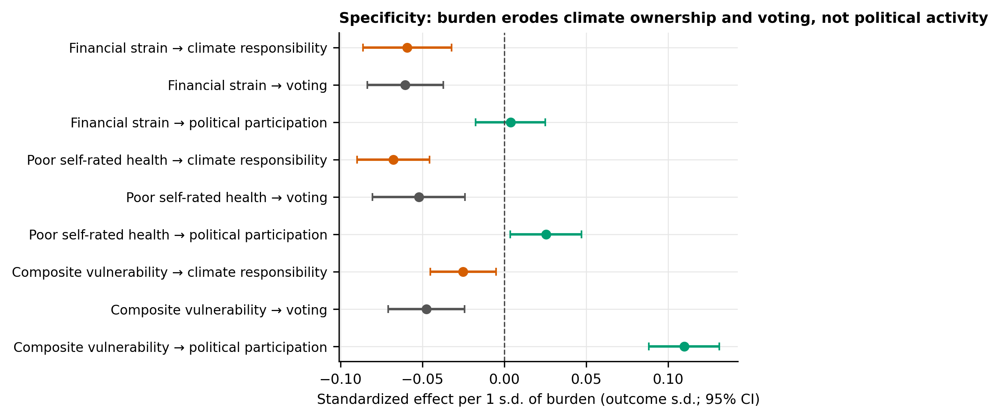 Specificity: burden erodes climate ownership and voting, not political activity
Financial strain → climate responsibility
Financial strain → voting
Financial strain → political participation
Poor self-rated health → climate responsibility
Poor self-rated health → voting
Poor self-rated health → political participation
Composite vulnerability → climate responsibility
Composite vulnerability → voting
Composite vulnerability → political participation
−0.10 −0.05 0.00 0.05 0.10
Standardized effect per 1 s.d. of burden (outcome s.d.; 95% CI)